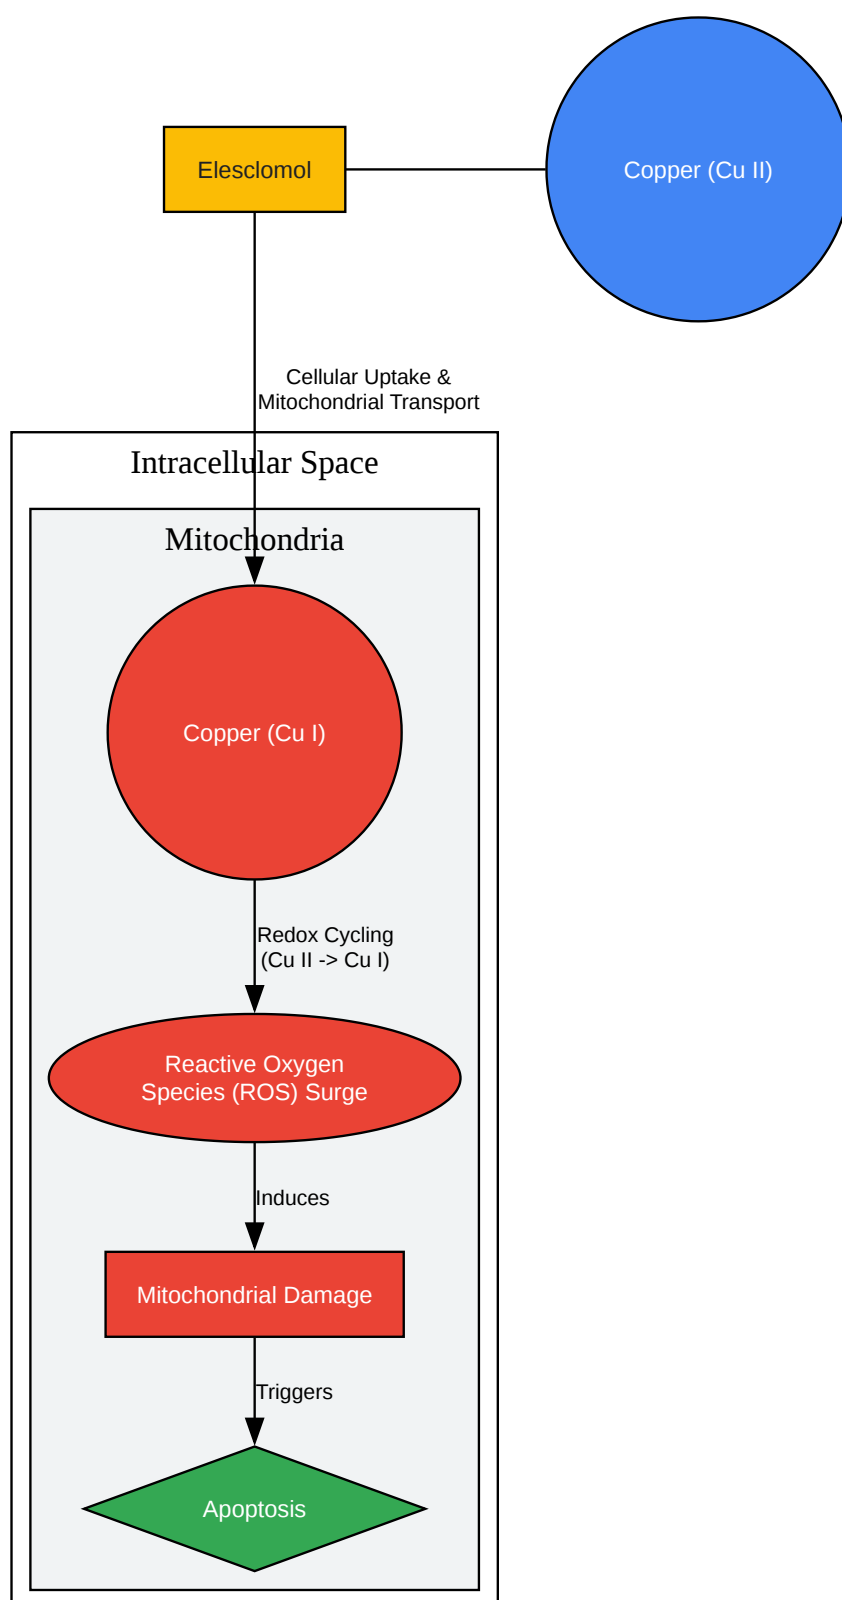 Elesclomol
Copper (Cu II)
Cellular Uptake &
Mitochondrial Transport
Intracellular Space
Mitochondria
Copper (Cu I)
Redox Cycling
(Cu II -> Cu I)
Reactive Oxygen
Species (ROS) Surge
Induces
Mitochondrial Damage
Triggers
Apoptosis